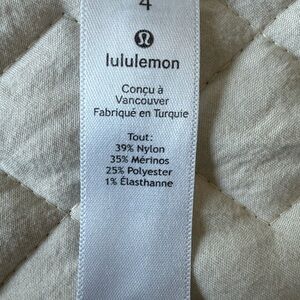 4
lululemon
Conçu à
Vancouver
Fabriqué en Turquie
Tout:
39% Nylon
35% Mérinos
25% Polyester
1% Élasthanne